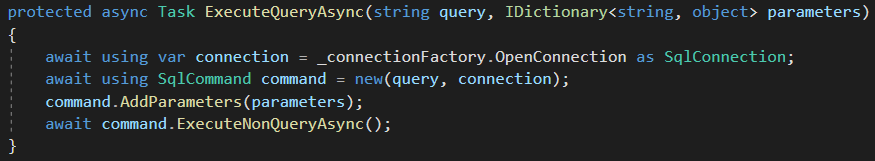 protected async Task ExecuteQueryAsync(string query, IDictionary<string, object> parameters)
{
    await using var connection = _connectionFactory.OpenConnection as SqlConnection;
    await using SqlCommand command = new(query, connection);
    command.AddParameters(parameters);
    await command.ExecuteNonQueryAsync();
}